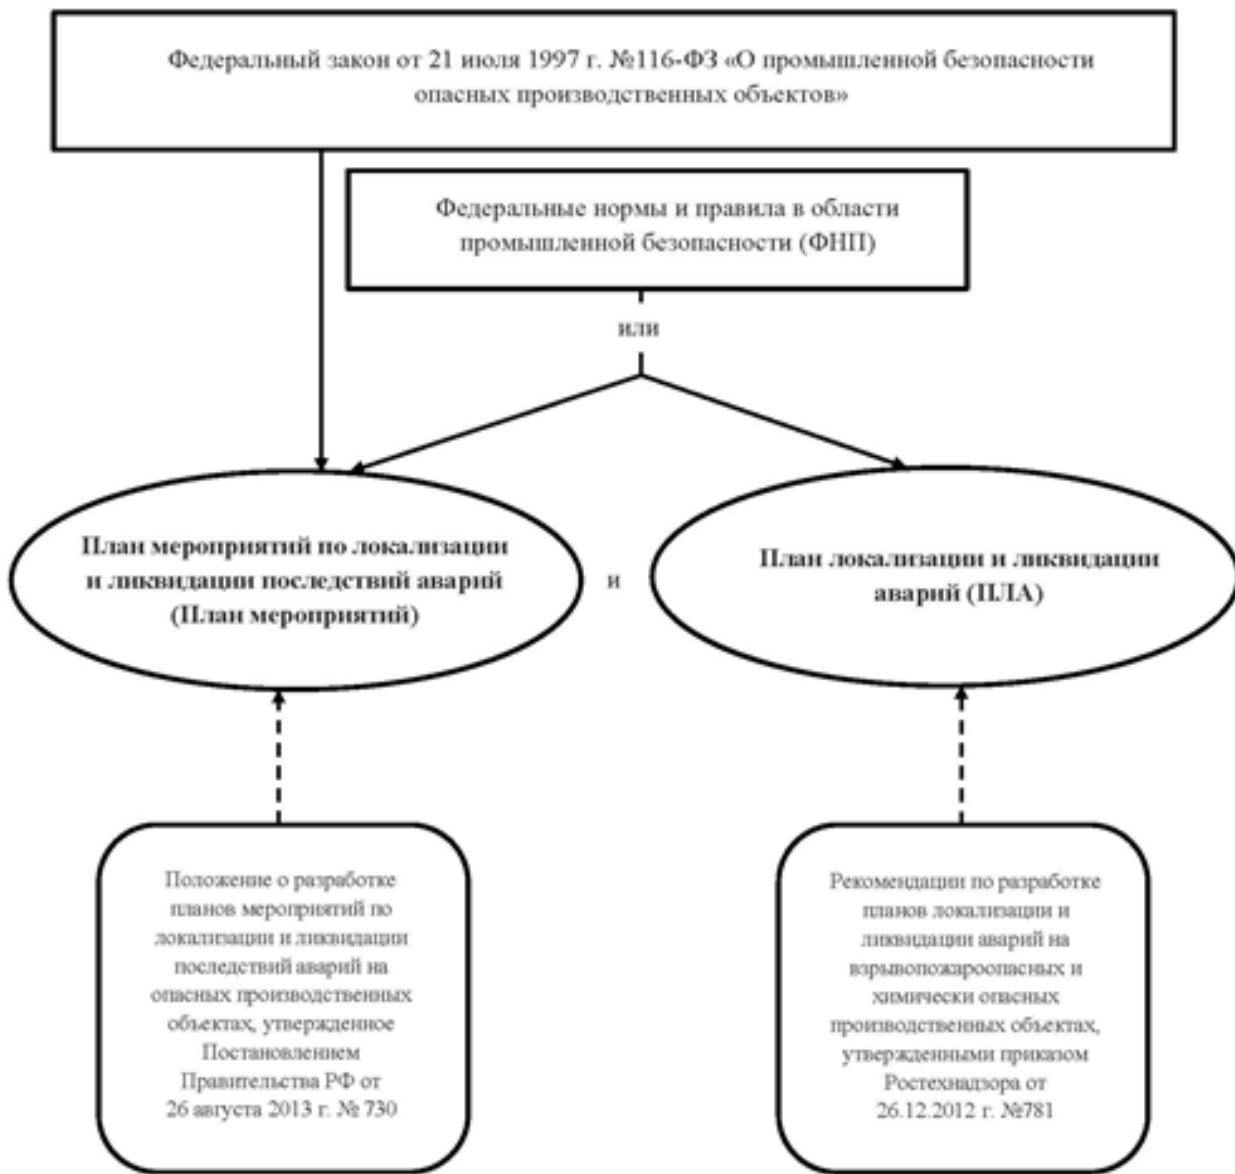 Федеральный закон от 21 июля 1997 г. №116-ФЗ «О промышленной безопасности
опасных производственных объектов»
Федеральные нормы и правила в области
промышленной безопасности (ФНП)
или
План мероприятий по локализации
и ликвидации последствий аварий
(План мероприятий)
и
План локализации и ликвидации
аварий (ПЛА)
Положение о разработке
планов мероприятий по
локализации и ликвидации
последствий аварий на
опасных производственных
объектах, утвержденное
Постановлением
Правительства РФ от
26 августа 2013 г. № 730
Рекомендации по разработке
планов локализации и
ликвидации аварий на
взрывопожароопасных и
химически опасных
производственных объектах,
утвержденными приказом
Ростехнадзора от
26.12.2012 г. №781